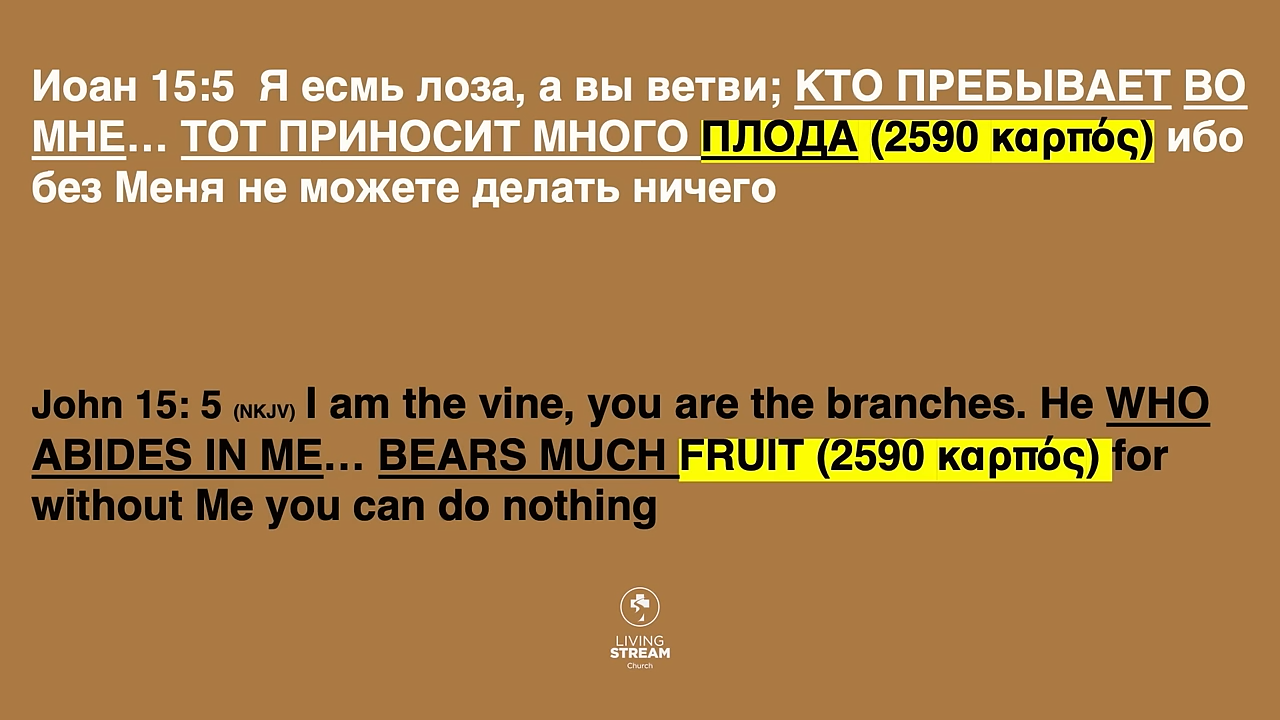 Иоан 15:5  Я есмь лоза, а вы ветви; КТО ПРЕБЫВАЕТ ВО
МНЕ… ТОТ ПРИНОСИТ МНОГО ПЛОДА (2590 καρπός) ибо
без Меня не можете делать ничего
John 15: 5 (NKJV) I am the vine, you are the branches. He WHO
ABIDES IN ME… BEARS MUCH FRUIT (2590 καρπός) for
without Me you can do nothing
LIVING
STREAM
Church